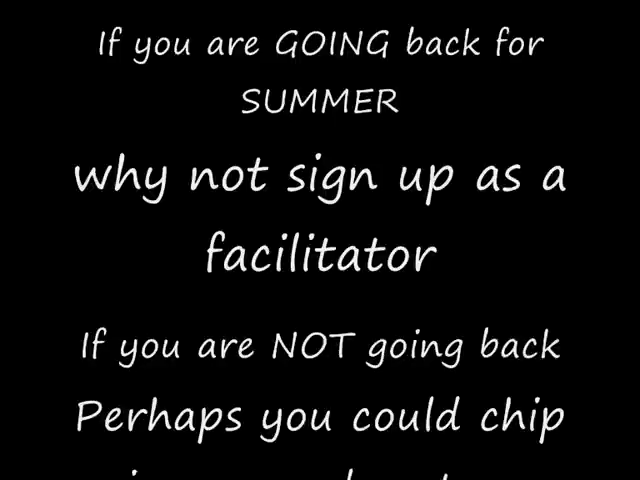 If you are GOING back for
SUMMER
why not sign up as a
facilitator
If you are NOT going back
Perhaps you could chip